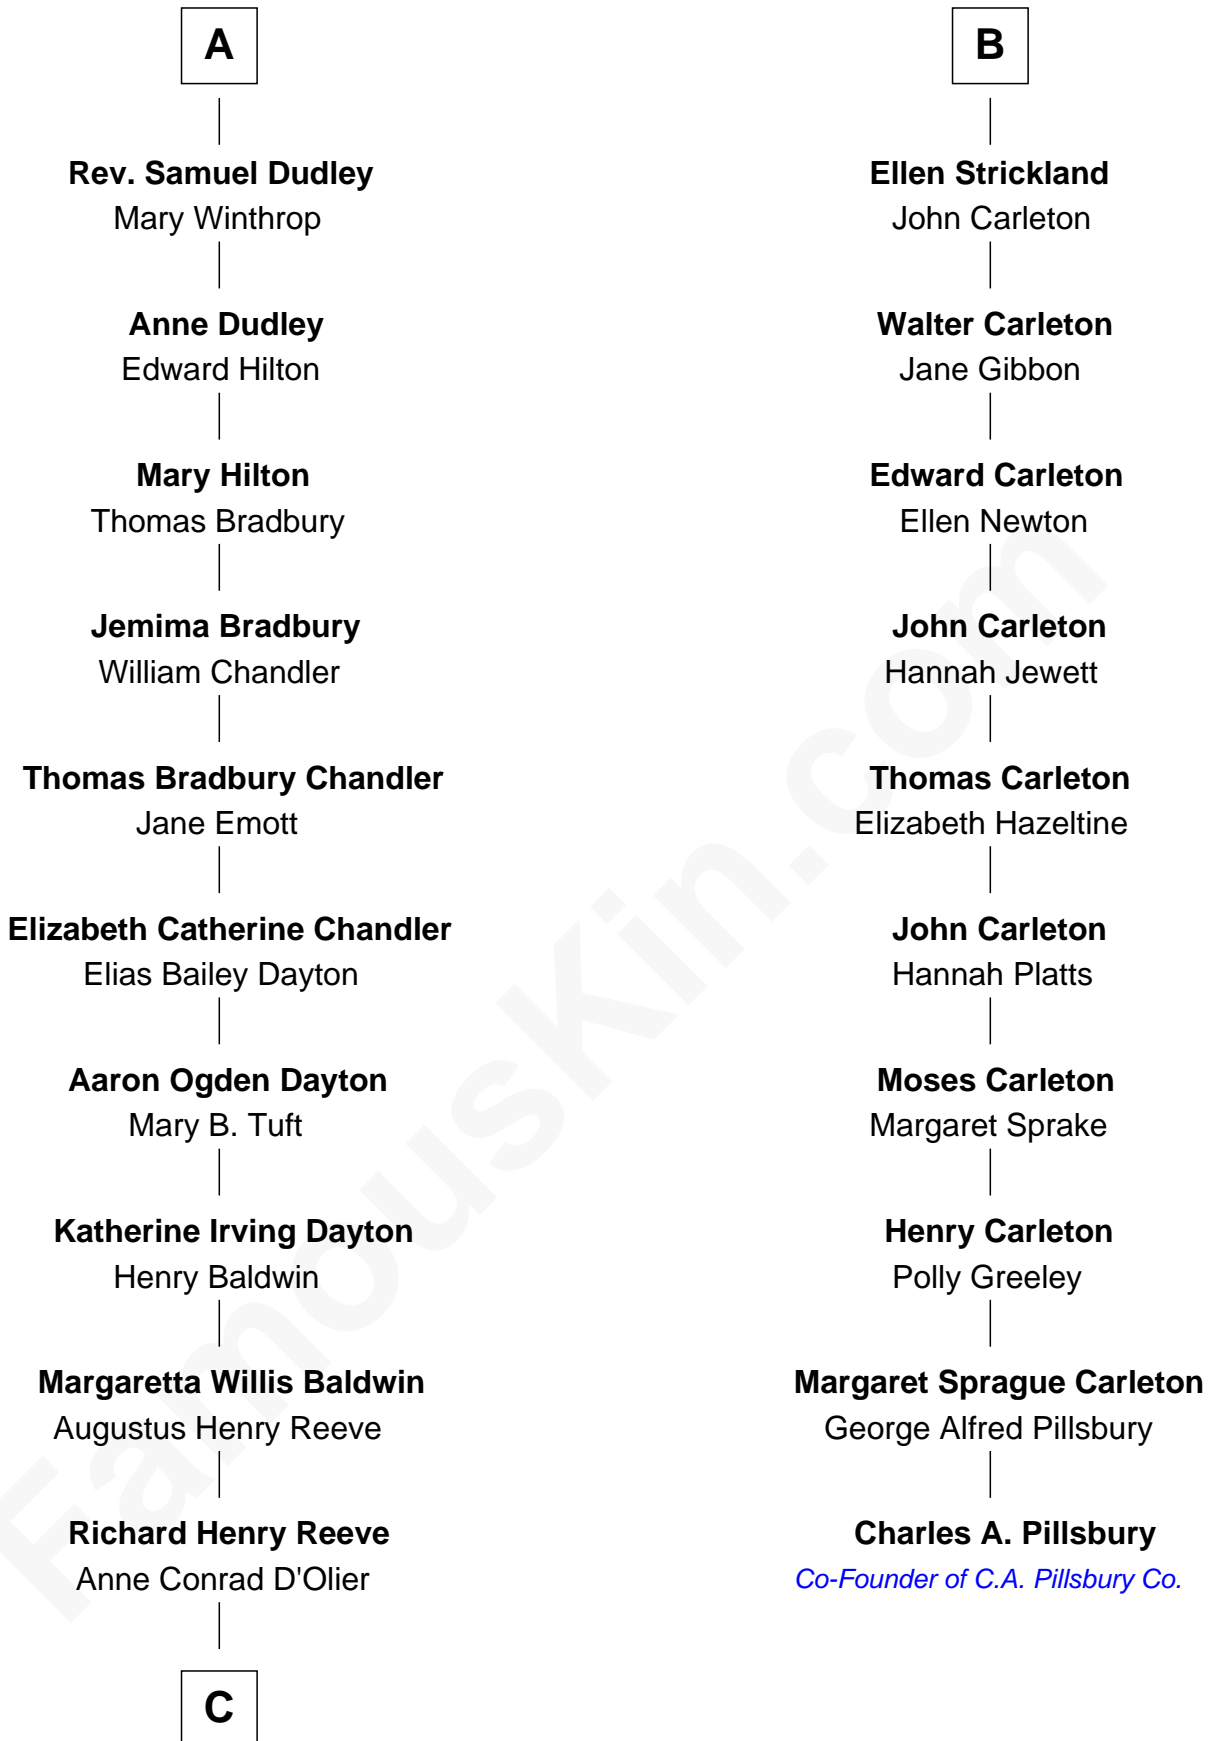 A
Rev. Samuel Dudley
Mary Winthrop
Anne Dudley
Edward Hilton
Mary Hilton
Thomas Bradbury
Jemima Bradbury
William Chandler
Thomas Bradbury Chandler
Jane Emott
Elizabeth Catherine Chandler
Elias Bailey Dayton
Aaron Ogden Dayton
Mary B. Tuft
Katherine Irving Dayton
Henry Baldwin
Margaretta Willis Baldwin
Augustus Henry Reeve
Richard Henry Reeve
Anne Conrad D'Olier
C
B
Ellen Strickland
John Carleton
Walter Carleton
Jane Gibbon
Edward Carleton
Ellen Newton
John Carleton
Hannah Jewett
Thomas Carleton
Elizabeth Hazeltine
John Carleton
Hannah Platts
Moses Carleton
Margaret Sprake
Henry Carleton
Polly Greeley
Margaret Sprague Carleton
George Alfred Pillsbury
Charles A. Pillsbury
Co-Founder of C.A. Pillsbury Co.
FamousKin.com